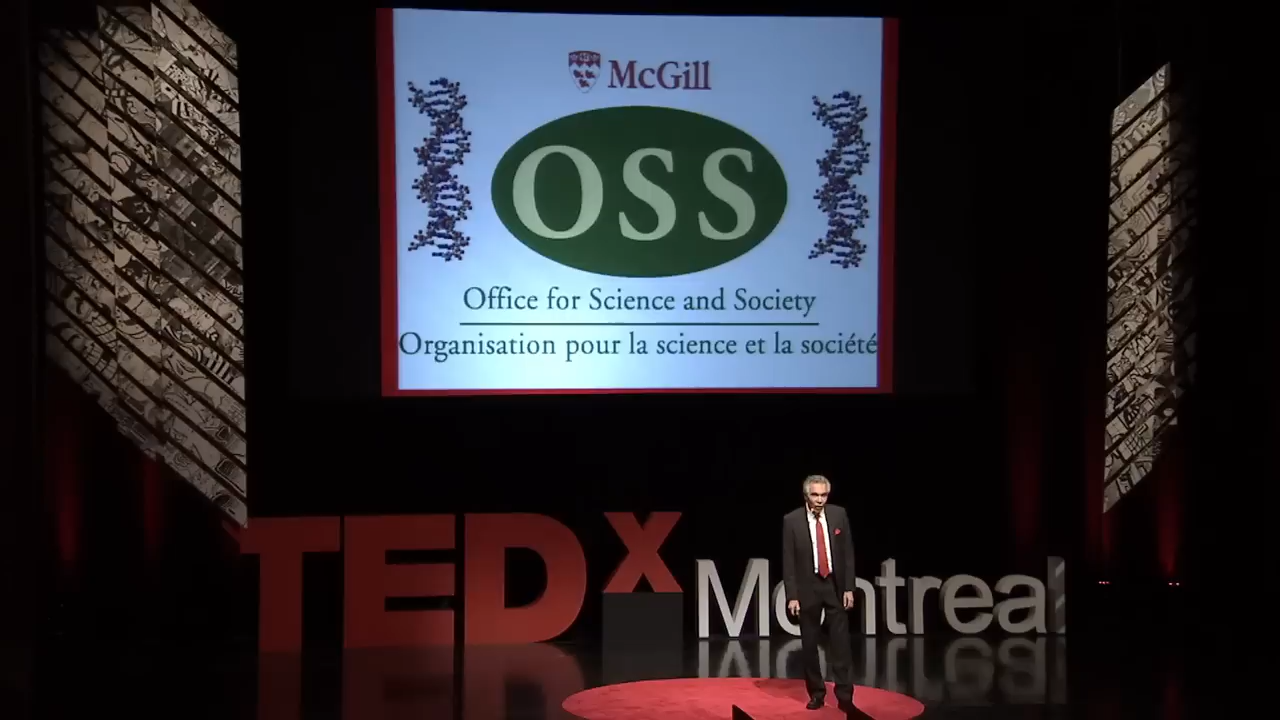 McGill
OSS
Office for Science and Society
Organisation pour la science et la société
TEDx Montreal